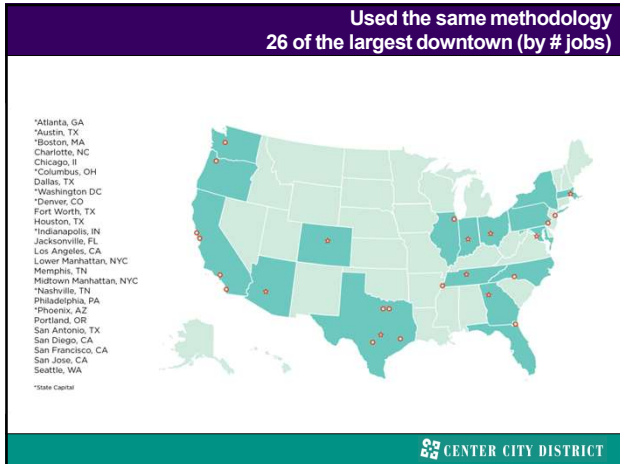 Used the same methodology
26 of the largest downtown (by # jobs)
*Atlanta, GA
*Austin, TX
*Boston, MA
Charlotte, NC
Chicago, Il
*Columbus, OH
Dallas, TX
*Washington DC
*Denver, CO
Fort Worth, TX
Houston, TX
*Indianapolis, IN
Jacksonville, FL
Los Angeles, CA
Lower Manhattan, NYC
Memphis, TN
Midtown Manhattan, NYC
*Nashville, TN
Philadelphia, PA
*Phoenix, AZ
Portland, OR
San Antonio, TX
San Diego, CA
San Francisco, CA
San Jose, CA
Seattle, WA
*State Capital
CENTER CITY DISTRICT